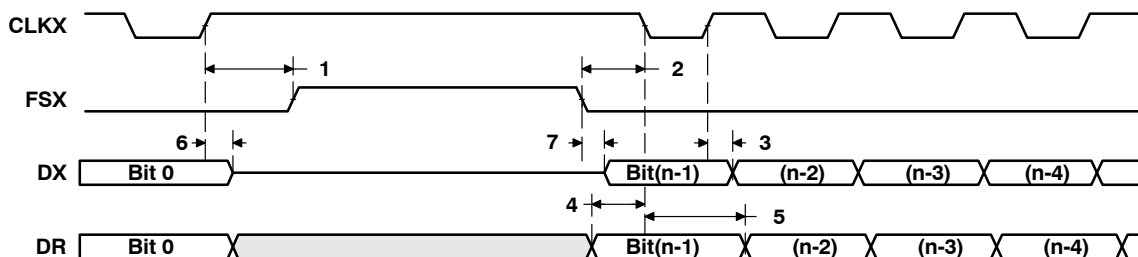 CLKX
1 2
FSX
6 7 3
DX Bit 0 Bit(n-1) (n-2) (n-3) (n-4)
4 5
DR Bit 0 Bit(n-1) (n-2) (n-3) (n-4)